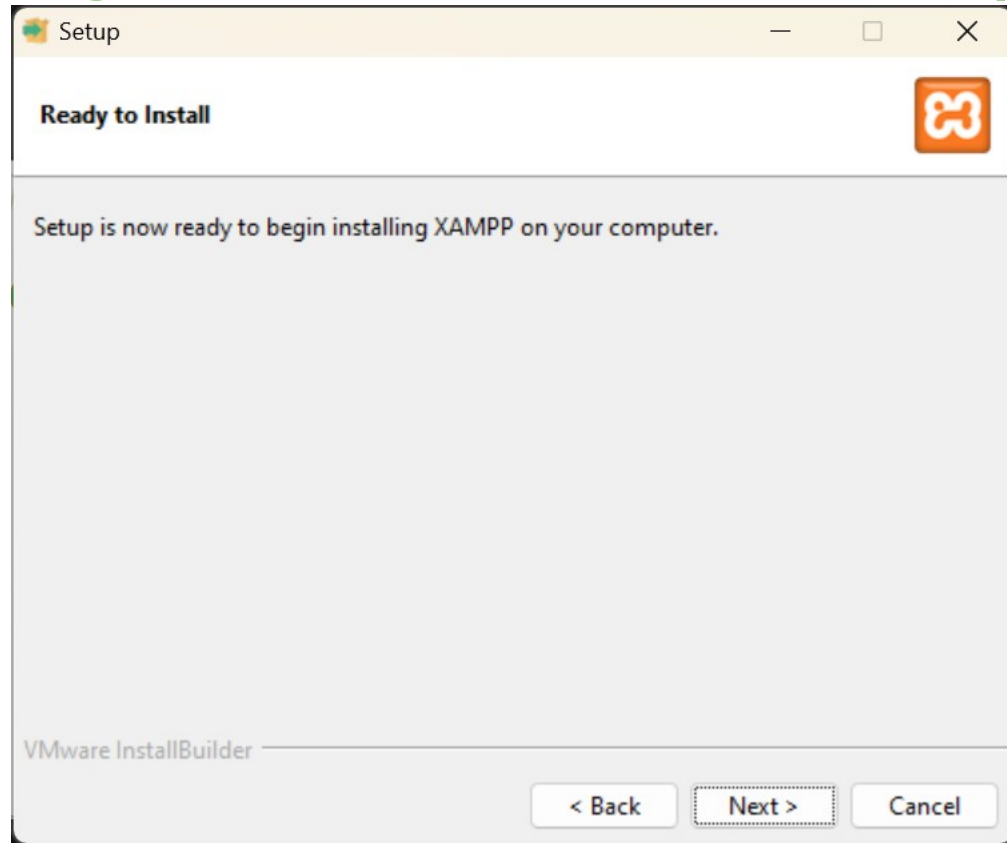 Setup
Ready to Install
Setup is now ready to begin installing XAMPP on your computer.
VMware InstallBuilder
< Back Next > Cancel